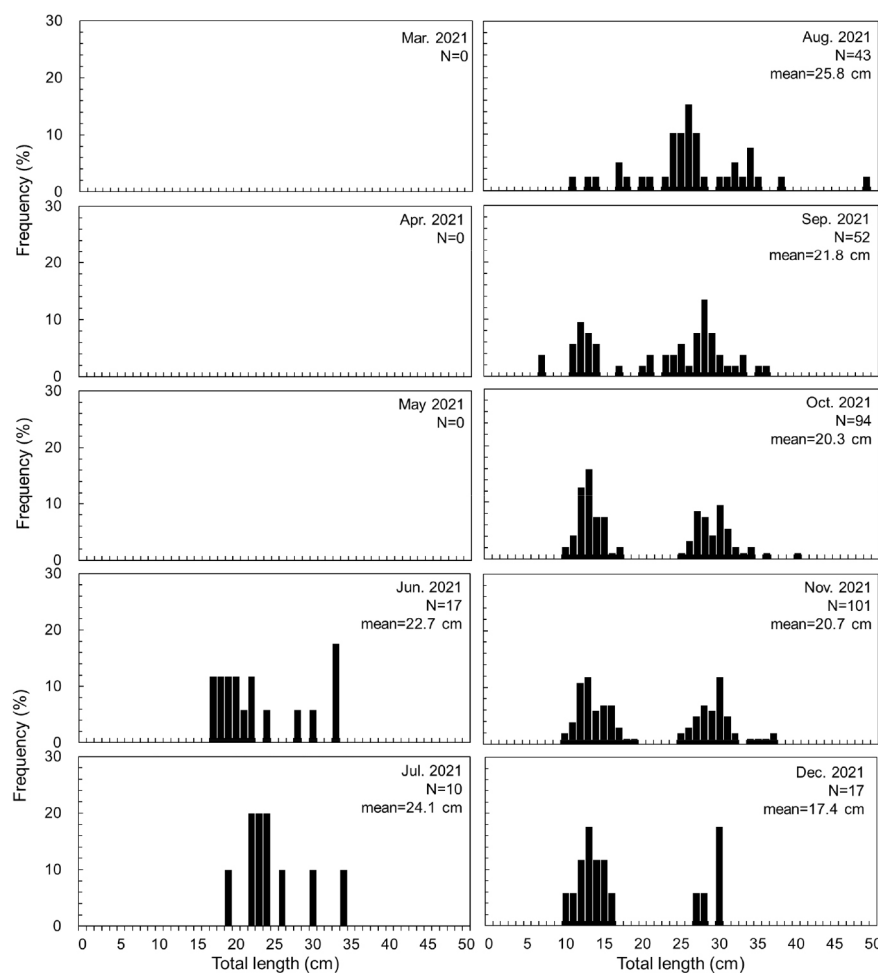 30
20
10
0
Frequency (%)
Mar. 2021
N=0
Aug. 2021
N=43
mean=25.8 cm
30
20
10
0
Apr. 2021
N=0
Sep. 2021
N=52
mean=21.8 cm
30
20
10
0
Frequency (%)
May 2021
N=0
Oct. 2021
N=94
mean=20.3 cm
30
20
10
0
Jun. 2021
N=17
mean=22.7 cm
Nov. 2021
N=101
mean=20.7 cm
30
20
10
0
Frequency (%)
Jul. 2021
N=10
mean=24.1 cm
Dec. 2021
N=17
mean=17.4 cm
0 5 10 18 20 25 30 35 40 45 50
Total length (cm)
0 5 10 15 20 25 30 35 40 45 50
Total length (cm)